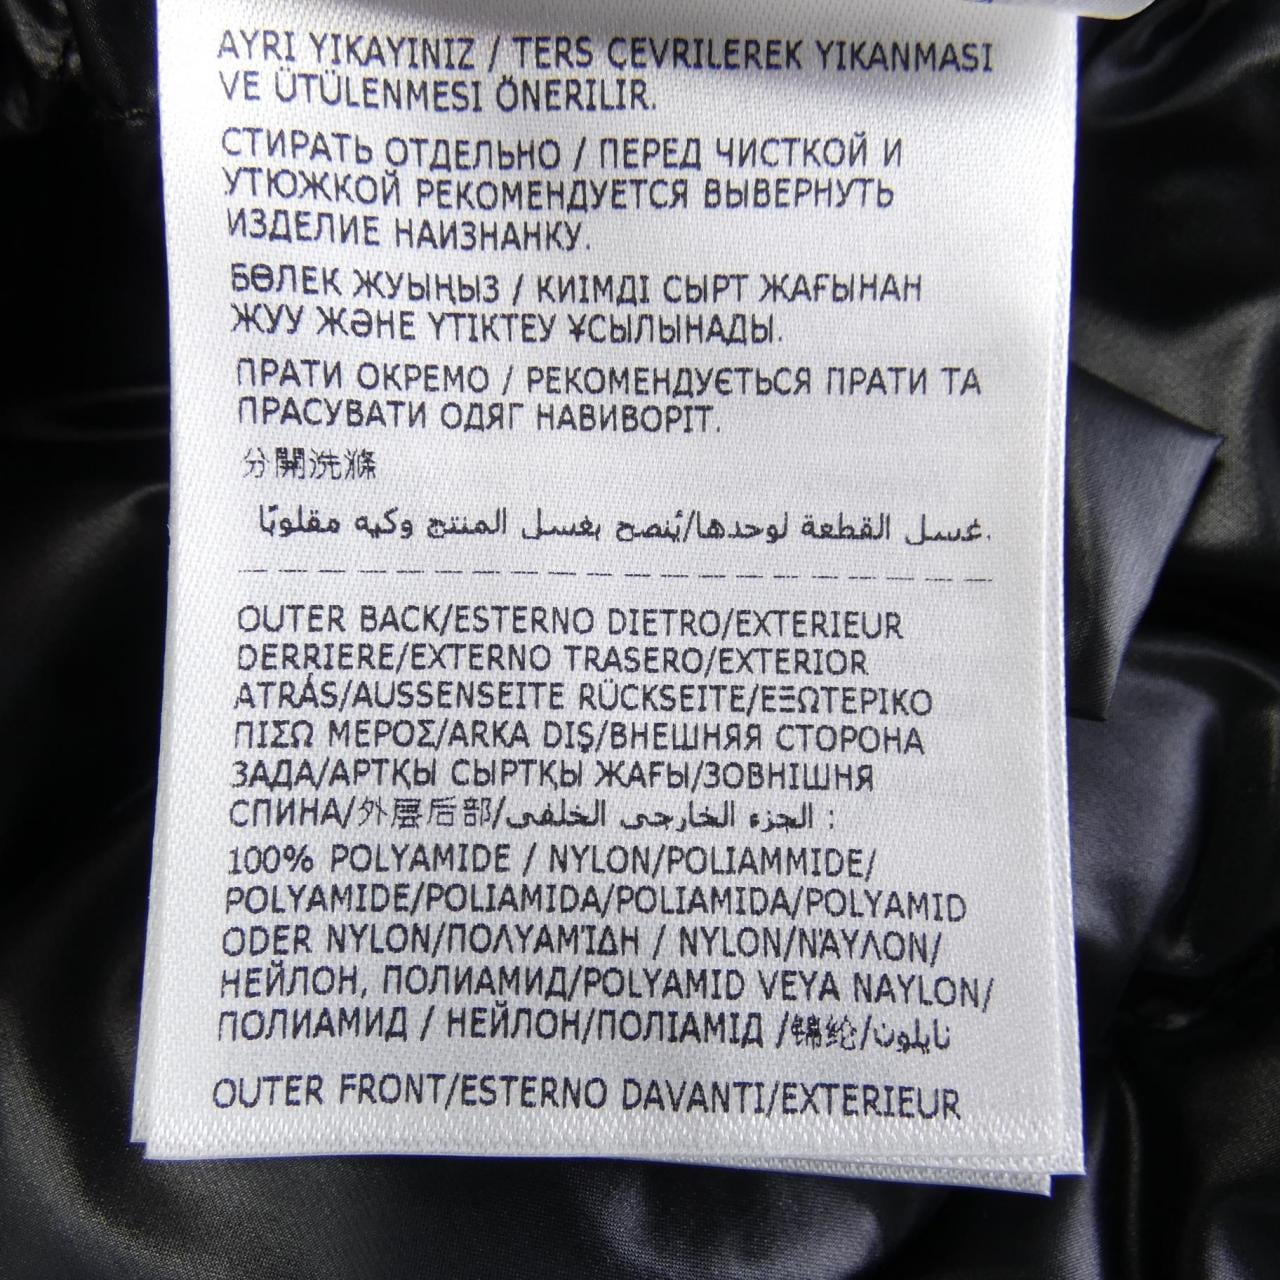 AYRI YIKAYINIZ / TERS ÇEVRILEREK YIKANMASI
VE ÜTÜLENMESI ÖNERILIR.
СТИРАТЬ ОТДЕЛЬНО / ПЕРЕД ЧИСТКОЙ И
УТЮЖКОЙ РЕКОМЕНДУЕТСЯ ВЫВЕРНУТЬ
ИЗДЕЛИЕ НАИЗНАНКУ.
БӨЛЕК ЖУЫҢЫЗ / КИІМДІ СЫРТ ЖАҒЫНАН
ЖУУ ЖӘНЕ ҮТІКТЕУ ҰСЫЛЫНАДЫ.
ПРАТИ ОКРЕМО / РЕКОМЕНДУЄТЬСЯ ПРАТИ ТА
ПРАСУВАТИ ОДЯГ НАВИВОРІТ.
分開洗滌
غسل القطعة لوحدها/يُنصح بغسل المنتج وكيه مقلوبًا.
OUTER BACK/ESTERNO DIETRO/EXTERIEUR
DERRIERE/EXTERNO TRASERO/EXTERIOR
ATRÁS/AUSSENSEITE RÜCKSEITE/ΕΞΩΤΕΡΙΚΟ
ΠΙΣΩ ΜΕΡΟΣ/ARKA DIŞ/ВНЕШНЯЯ СТОРОНА
ЗАДА/АРТҚЫ СЫРТҚЫ ЖАҒЫ/ЗОВНІШНЯ
СПИНА/外层后部/الجزء الخارجى الخلفى :
100% POLYAMIDE / NYLON/POLIAMMIDE/
POLYAMIDE/POLIAMIDA/POLIAMIDA/POLYAMID
ODER NYLON/ΠΟΛΥΑΜΊΔΗ / NYLON/ΝΆΥΛΟΝ/
НЕЙЛОН, ПОЛИАМИД/POLYAMID VEYA NAYLON/
ПОЛИАМИД / НЕЙЛОН/ПОЛІАМІД /锦纶/نايلون
OUTER FRONT/ESTERNO DAVANTI/EXTERIEUR